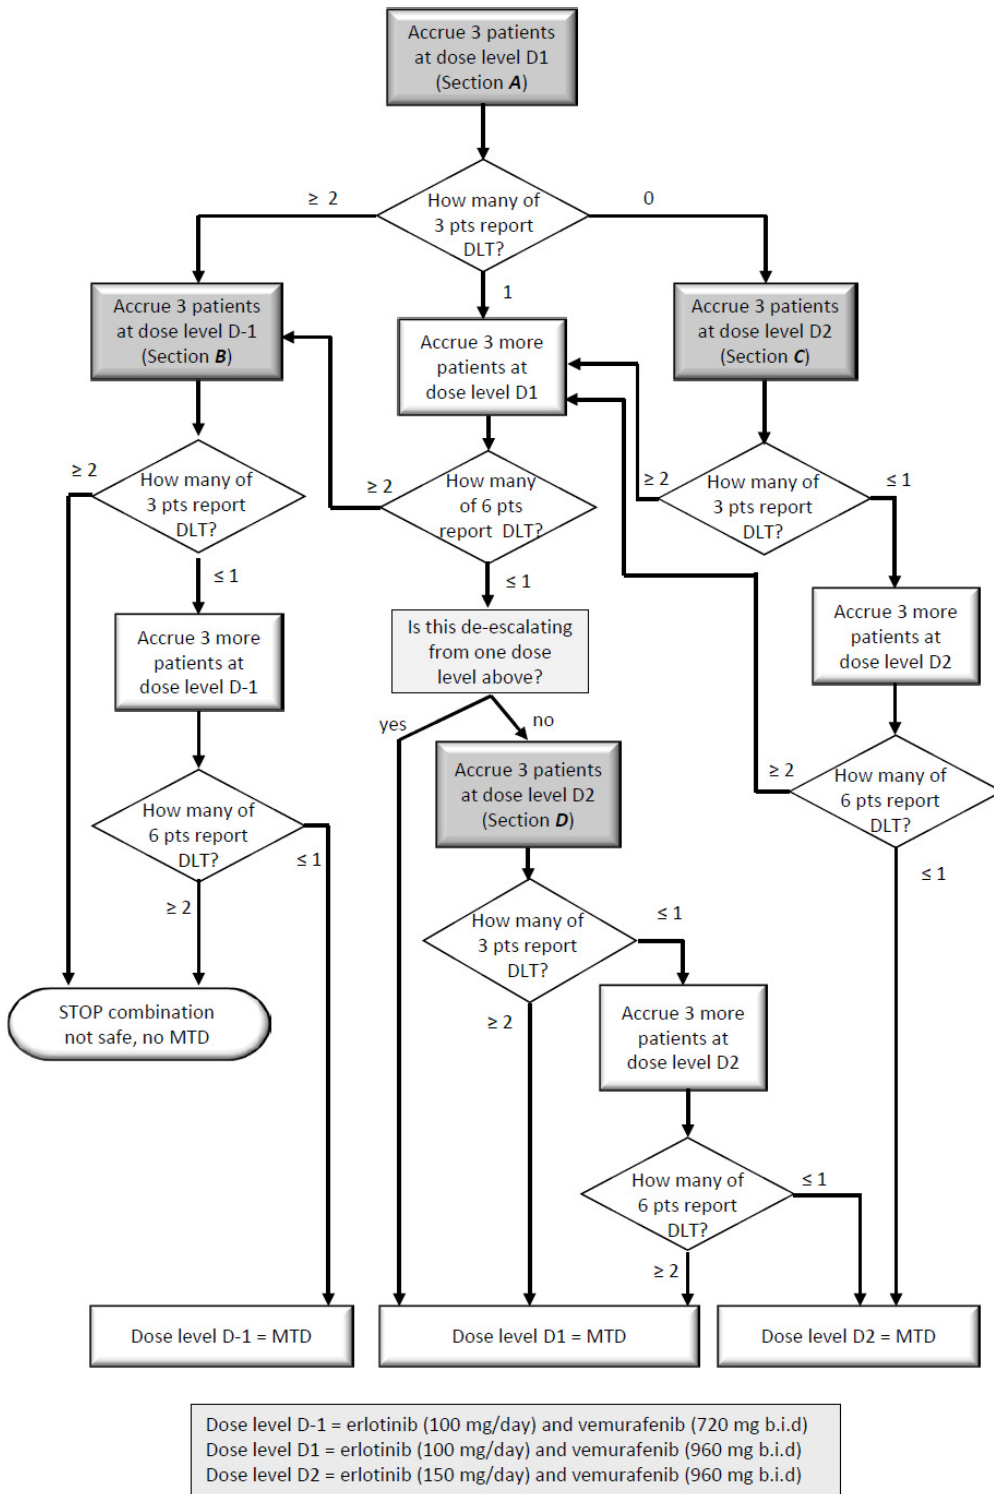 Accrue 3 patients
at dose level D1
(Section A)
How many of
3 pts report
DLT?
≥ 2
0
1
Accrue 3 patients
at dose level D-1
(Section B)
Accrue 3 more
patients at
dose level D1
Accrue 3 patients
at dose level D2
(Section C)
≥ 2
How many of
3 pts report
DLT?
≥ 2
How many
of 6 pts
report DLT?
≥ 2
How many of
3 pts report
DLT?
≤ 1
≤ 1
≤ 1
Accrue 3 more
patients at
dose level D-1
Is this de-escalating
from one dose
level above?
Accrue 3 more
patients at
dose level D2
yes
no
How many of
6 pts report
DLT?
≤ 1
≥ 2
Accrue 3 patients
at dose level D2
(Section D)
≥ 2
How many of
6 pts report
DLT?
≤ 1
How many of
3 pts report
DLT?
≤ 1
≥ 2
STOP combination
not safe, no MTD
Accrue 3 more
patients at
dose level D2
How many of
6 pts report
DLT?
≤ 1
≥ 2
Dose level D-1 = MTD
Dose level D1 = MTD
Dose level D2 = MTD
Dose level D-1 = erlotinib (100 mg/day) and vemurafenib (720 mg b.i.d)
Dose level D1 = erlotinib (100 mg/day) and vemurafenib (960 mg b.i.d)
Dose level D2 = erlotinib (150 mg/day) and vemurafenib (960 mg b.i.d)